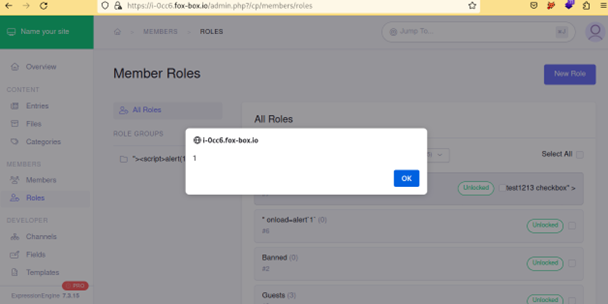 https://i-0cc6.fox-box.io/admin.php?/cp/members/roles
Name your site
MEMBERS
ROLES
Jump To...
Overview
Member Roles
New Role
CONTENT
Entries
Files
Categories
All Roles
All Roles
ROLE GROUPS
"><script>alert('1
i-0cc6.fox-box.io
1
OK
Select All
MEMBERS
Members
Roles
Unlocked
test1213 checkbox" >
" onload=alert`1` (0)
#6
Unlocked
DEVELOPER
Channels
Fields
Templates
Banned (0)
#2
Unlocked
PRO
ExpressionEngine 7.3.15
Guests (3)
Unlocked